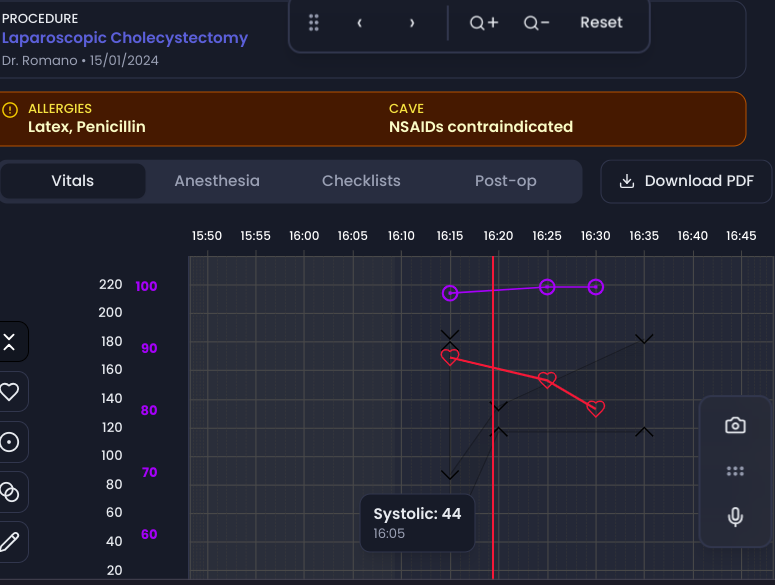 PROCEDURE
Laparoscopic Cholecystectomy
Dr. Romano • 15/01/2024
Reset
ALLERGIES
Latex, Penicillin
CAVE
NSAIDs contraindicated
Vitals Anesthesia Checklists Post-op Download PDF
15:50 15:55 16:00 16:05 16:10 16:15 16:20 16:25 16:30 16:35 16:40 16:45
220 100
200
180 90
160
140 80
120
100 70
80
60 60
40
20
Systolic: 44
16:05